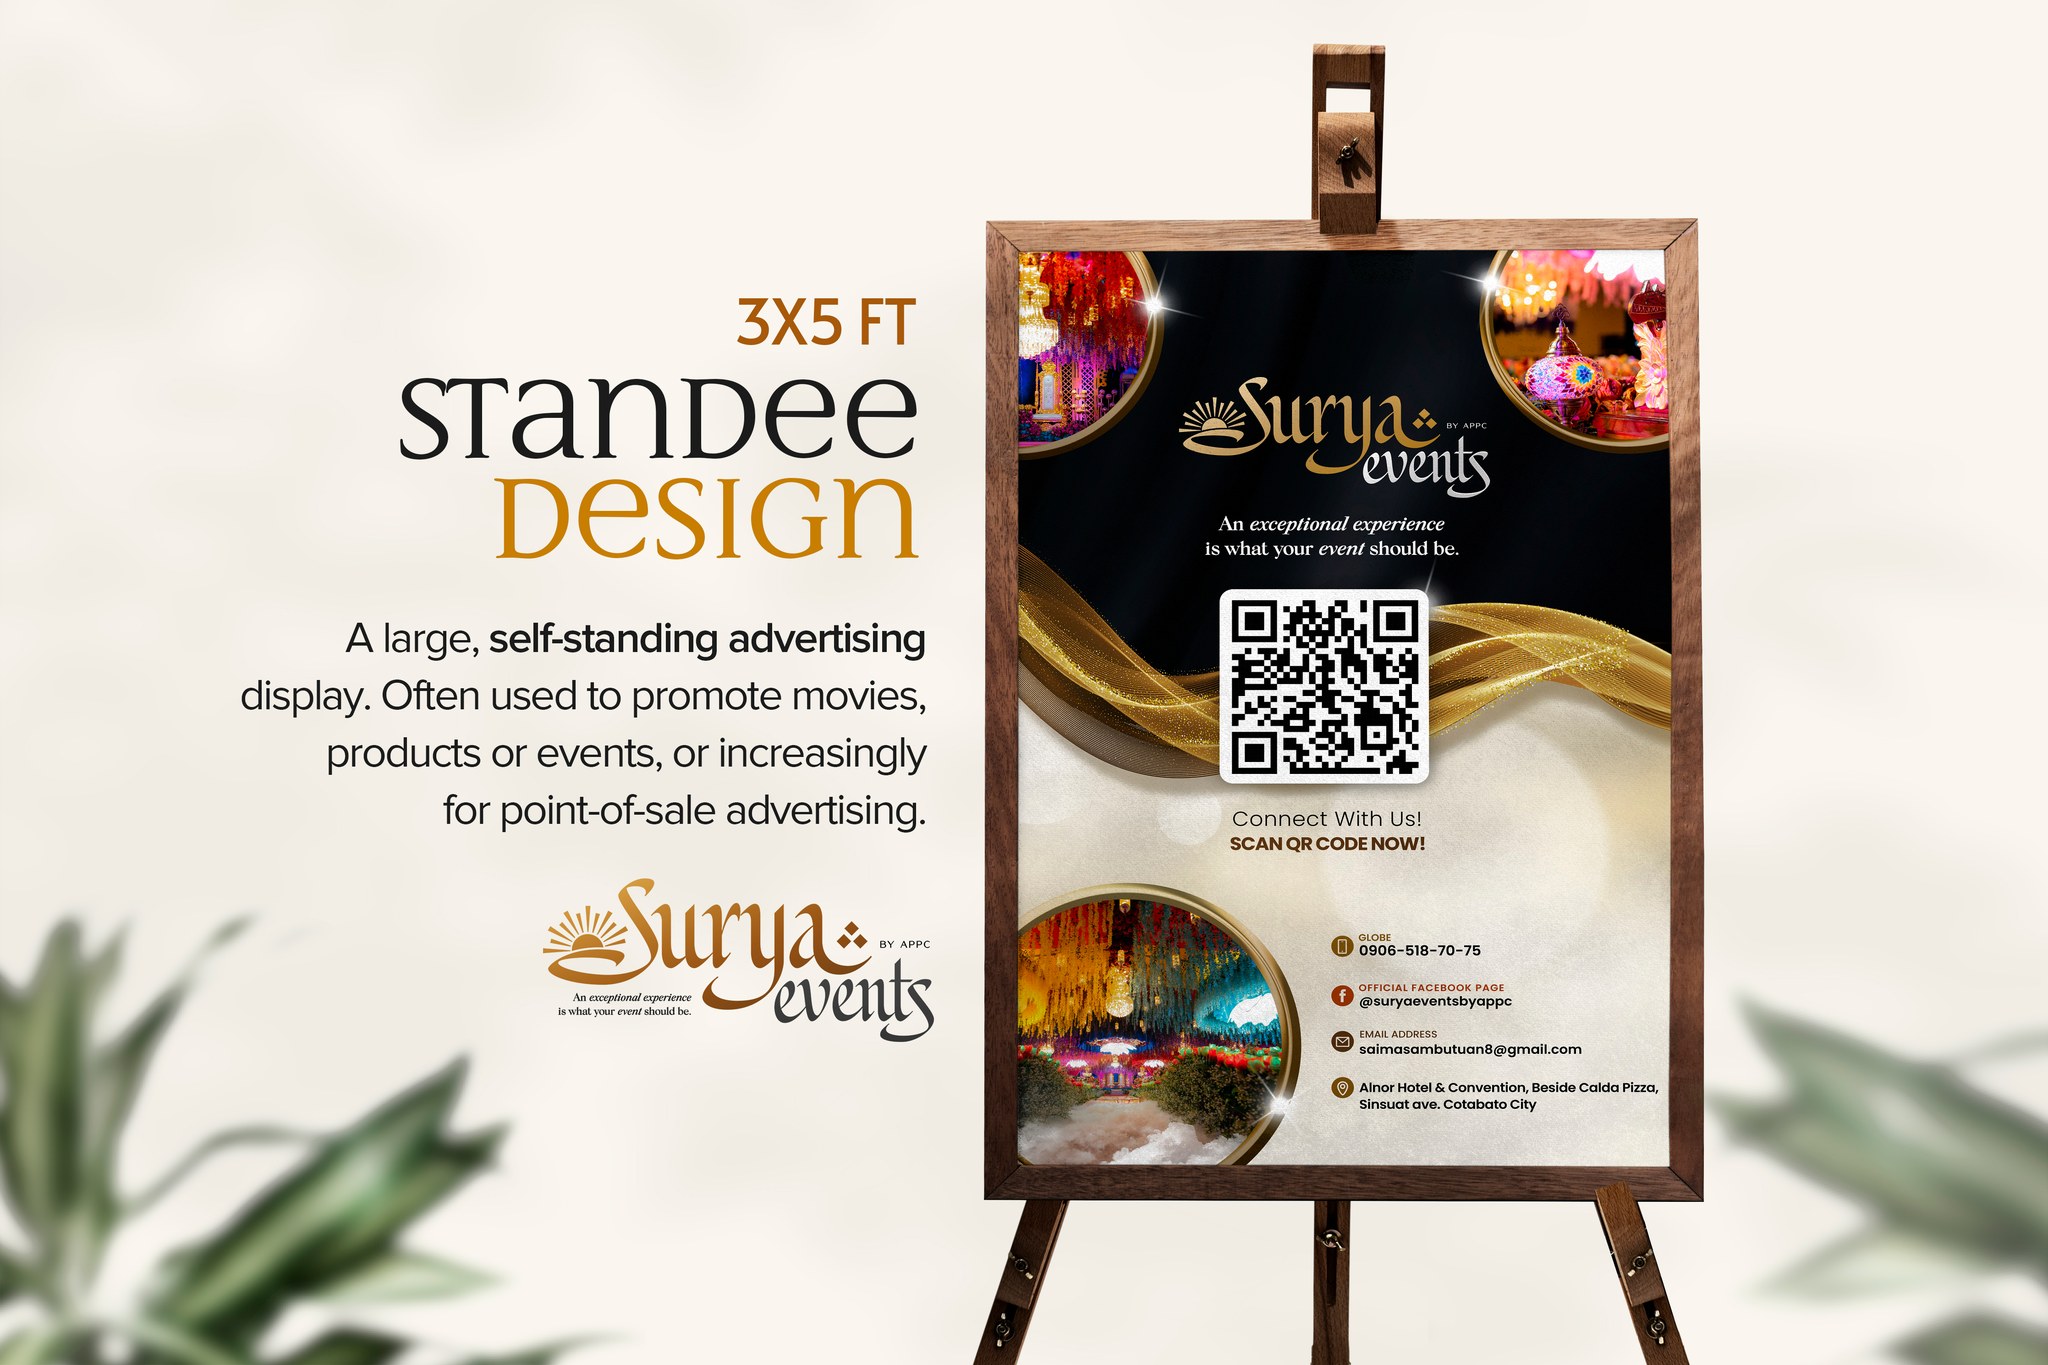 3X5 FT
STanDee
DeSIGn
A large, self-standing advertising
display. Often used to promote movies,
products or events, or increasingly
for point-of-sale advertising.
Surya
BY APPC
events
An exceptional experience
is what your event should be.
Surya
BY APPC
events
An exceptional experience
is what your event should be.
Connect With Us!
SCAN QR CODE NOW!
GLOBE
0906-518-70-75
OFFICIAL FACEBOOK PAGE
@suryaeventsbyappc
EMAIL ADDRESS
saimasambutuan8@gmail.com
Alnor Hotel & Convention, Beside Calda Pizza,
Sinsuat ave. Cotabato City